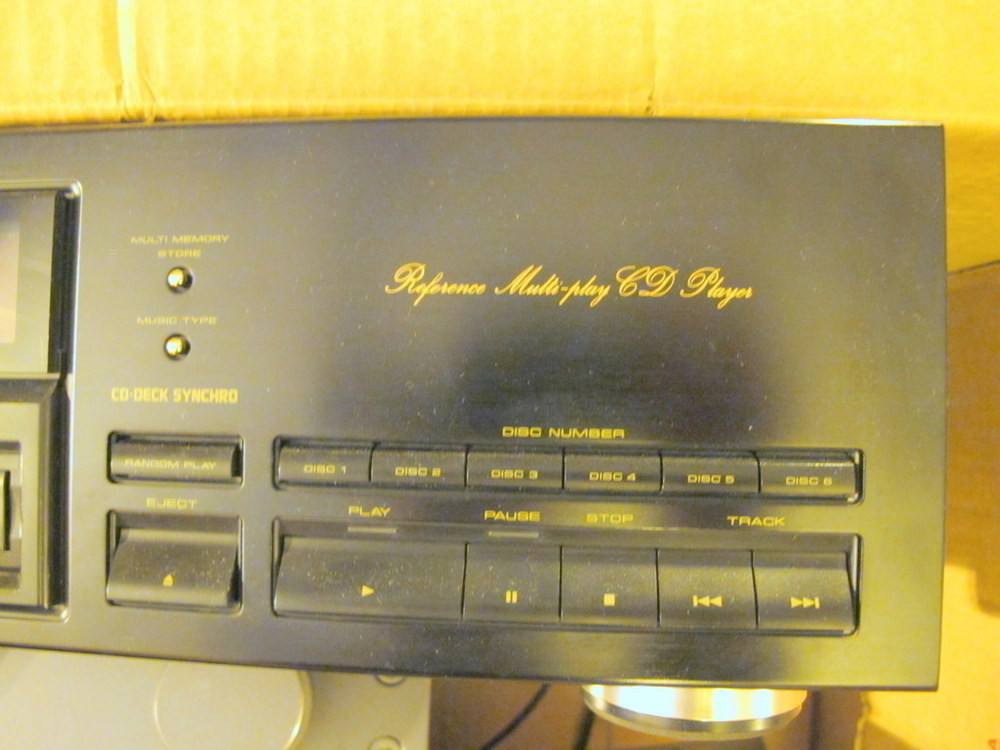 MULTI MEMORY
STORE
MUSIC TYPE
Reference Multi-play CD Player
CD-DECK SYNCHRO
DISC NUMBER
RANDOM PLAY
DISC 1 DISC 2 DISC 3 DISC 4 DISC 5 DISC 6
EJECT
PLAY PAUSE STOP TRACK